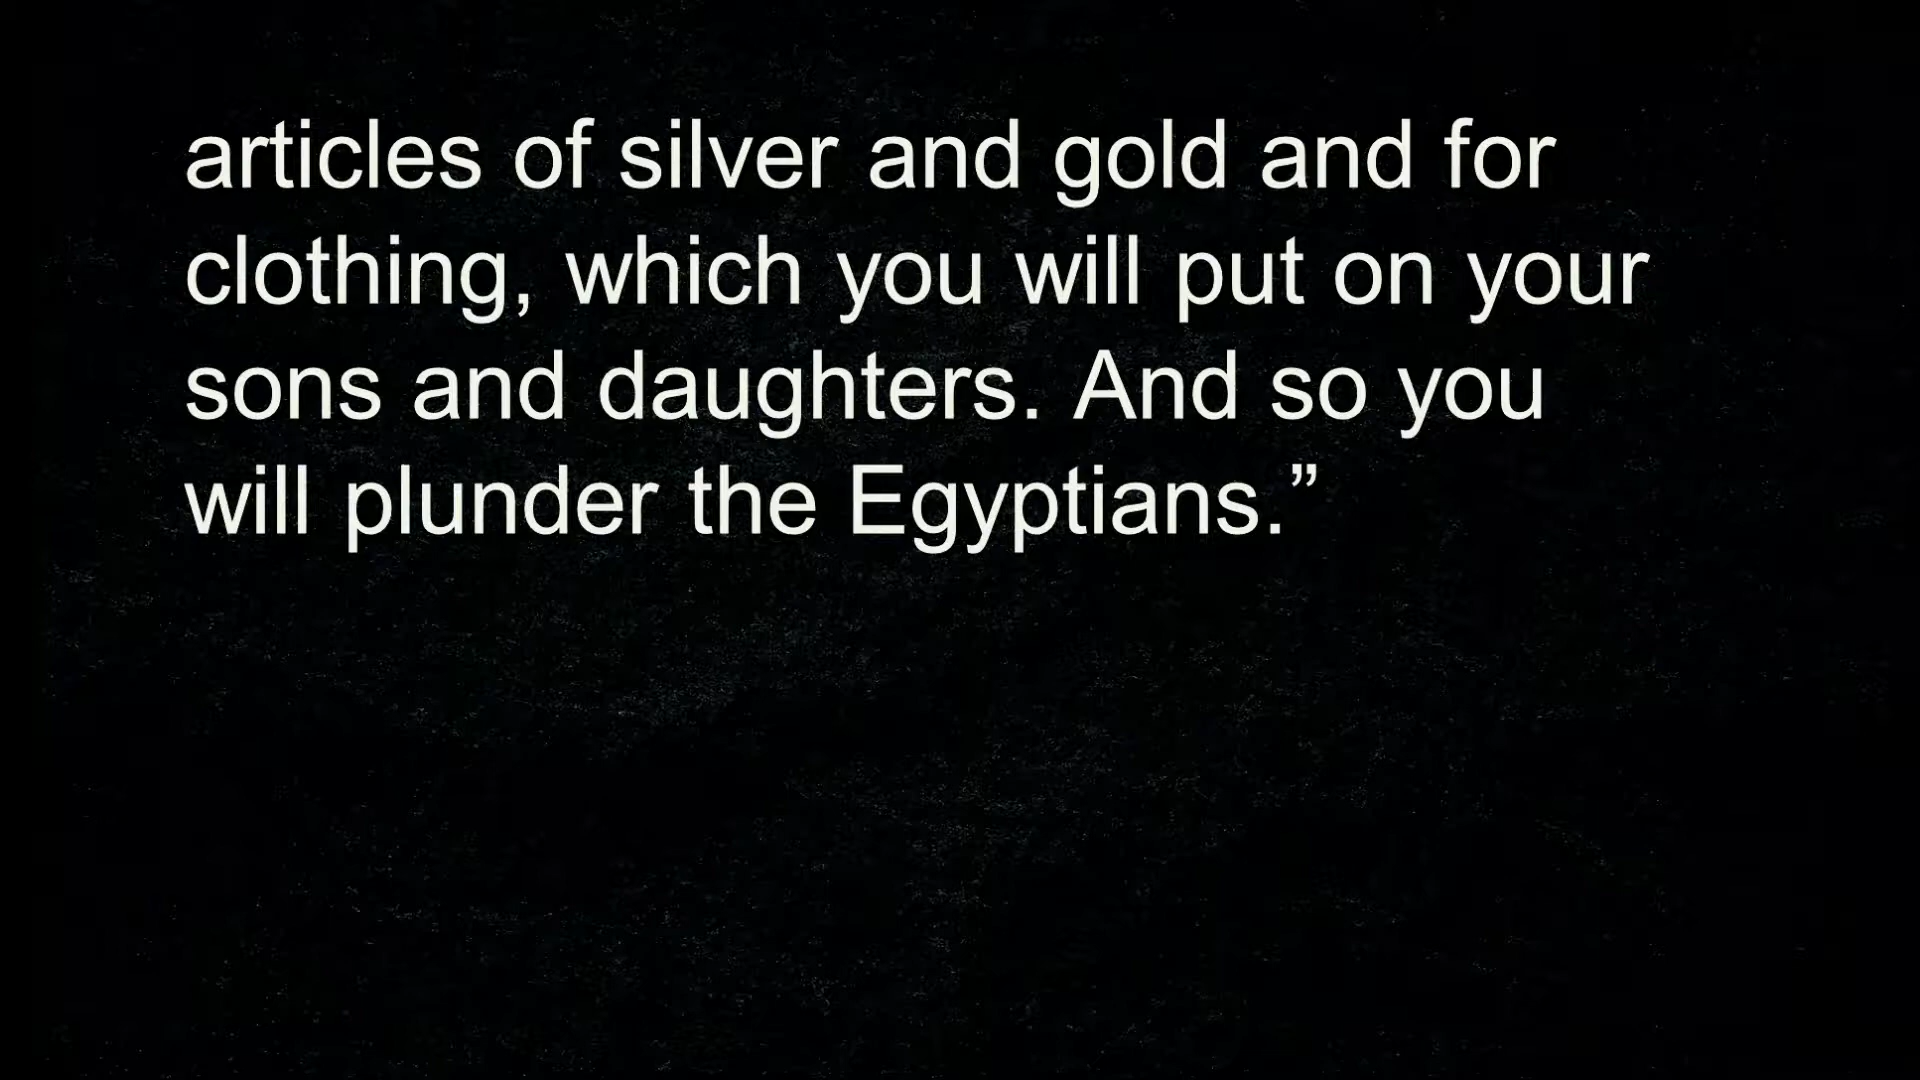 articles of silver and gold and for
clothing, which you will put on your
sons and daughters. And so you
will plunder the Egyptians.”